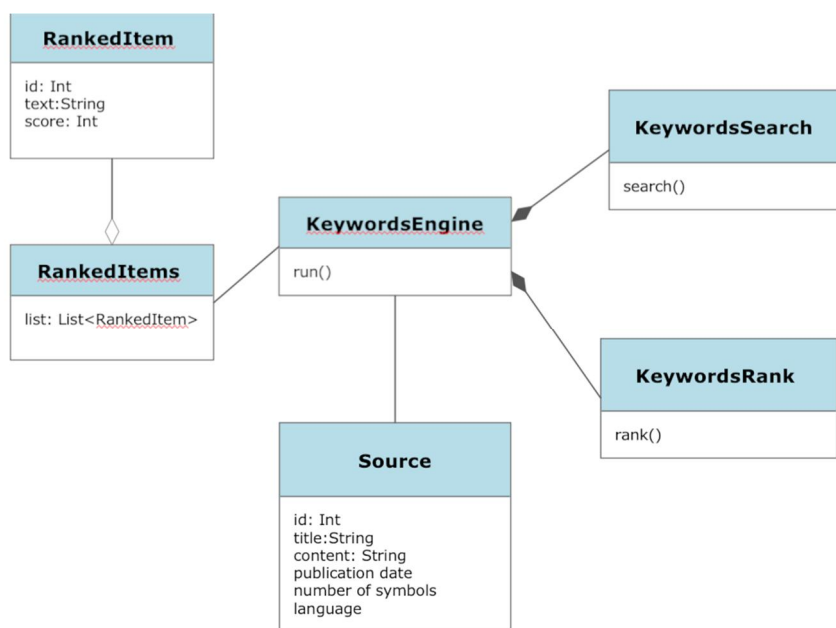 RankedItem
id: Int
text:String
score: Int
RankedItems
list: List<RankedItem>
KeywordsEngine
run()
KeywordsSearch
search()
KeywordsRank
rank()
Source
id: Int
title:String
content: String
publication date
number of symbols
language